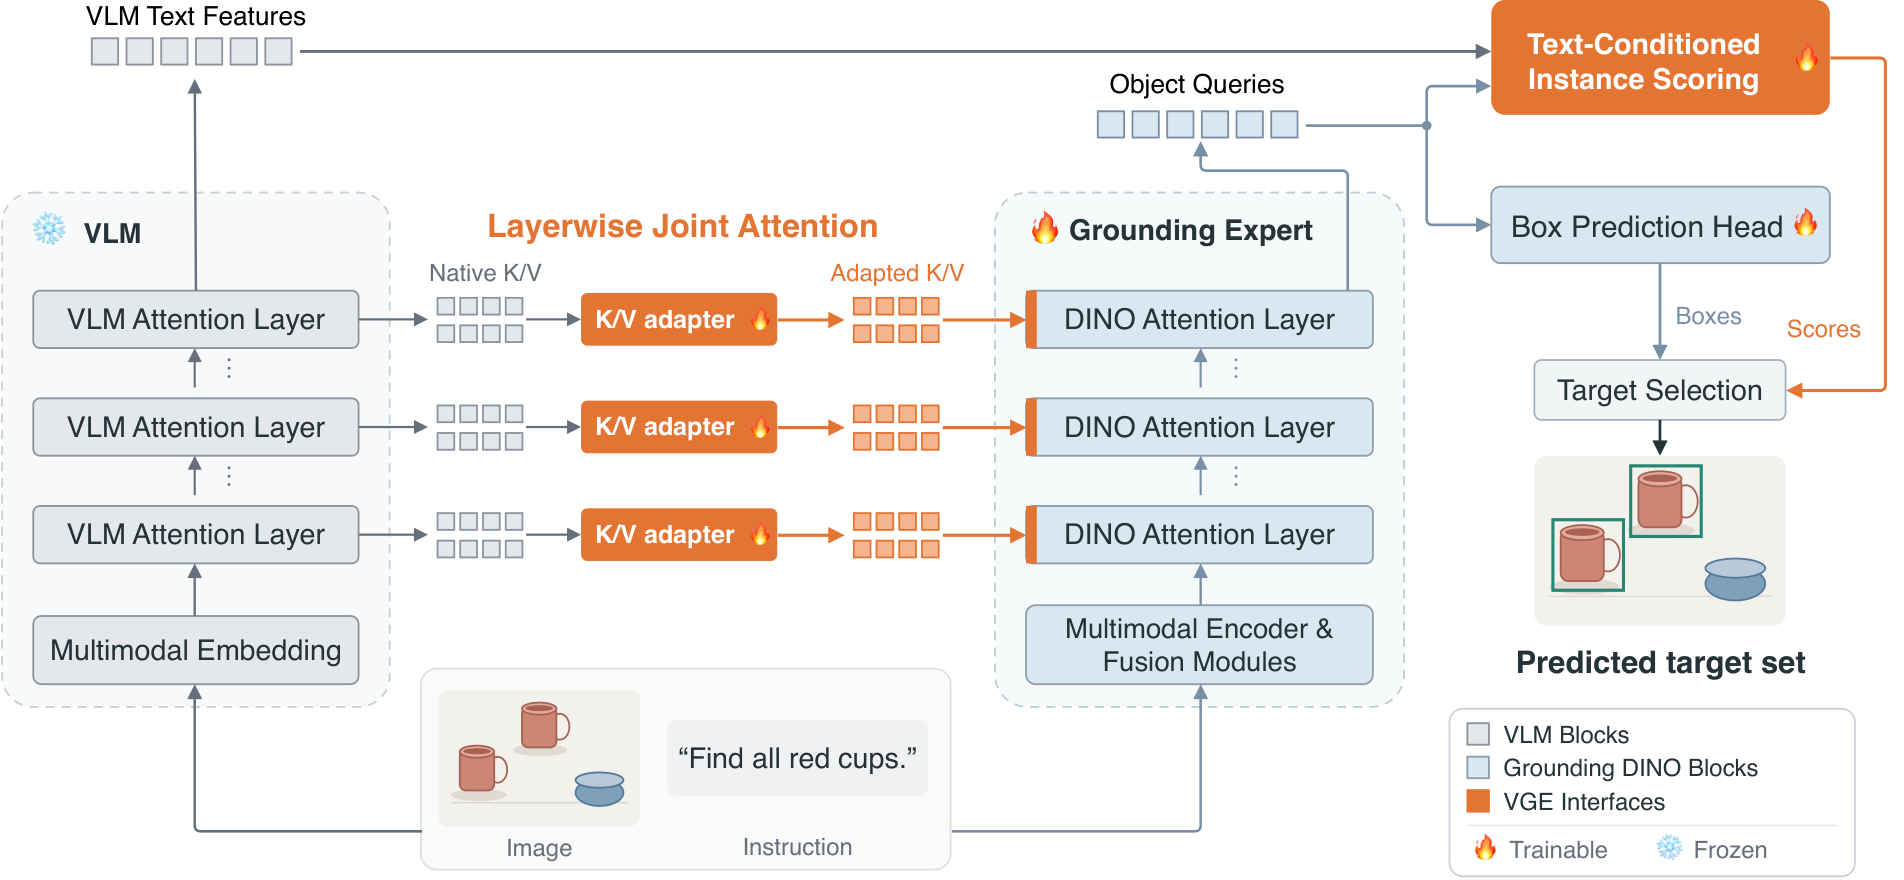 VLM Text Features
Text-Conditioned
Instance Scoring
Object Queries
VLM
Layerwise Joint Attention
Grounding Expert
Box Prediction Head
Native K/V
Adapted K/V
VLM Attention Layer
K/V adapter
DINO Attention Layer
Boxes
Scores
Target Selection
VLM Attention Layer
K/V adapter
DINO Attention Layer
VLM Attention Layer
K/V adapter
DINO Attention Layer
Multimodal Embedding
Multimodal Encoder &
Fusion Modules
Predicted target set
“Find all red cups.”
Image
Instruction
VLM Blocks
Grounding DINO Blocks
VGE Interfaces
Trainable
Frozen